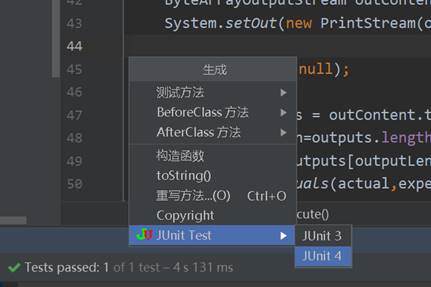 ByteArrayOutputStream outConte
43 System.setOut(new PrintStream(o
44
45 null);
46
47 s = outContent.t
48 n=outputs.length
49 utputs[outputLen
50 uals(actual,expe
生成
测试方法
BeforeClass 方法
AfterClass 方法
构造函数
toString()
重写方法...(O) Ctrl+O
Copyright
JUnit Test
JUnit 3
JUnit 4
cute()
Tests passed: 1 of 1 test – 4 s 131 ms